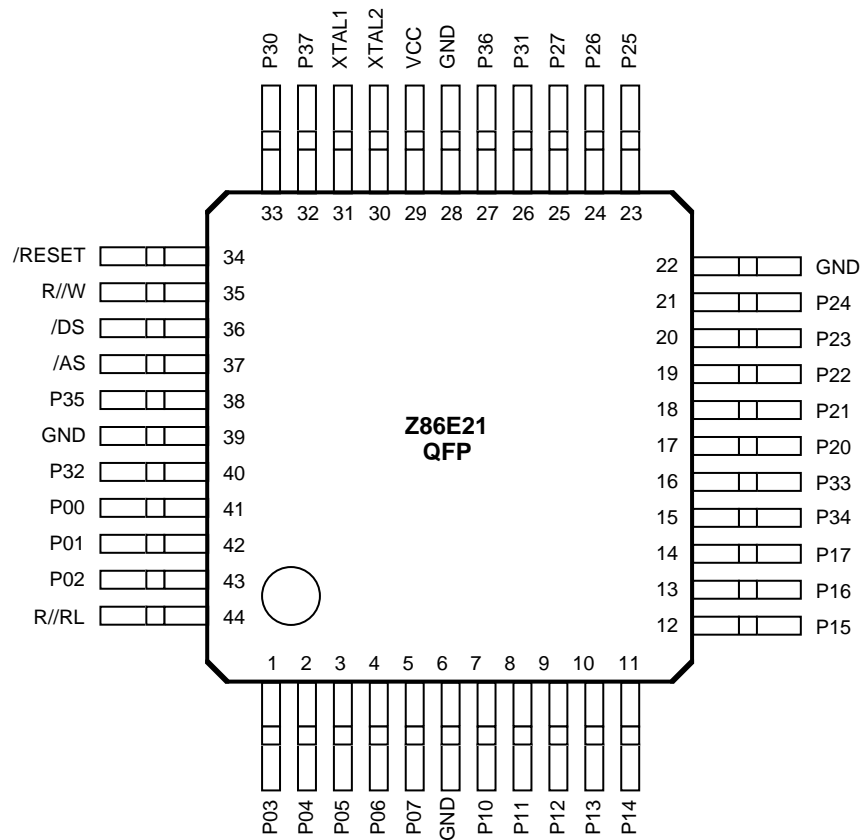 P30 P37 XTAL1 XTAL2 VCC GND P36 P31 P27 P26 P25
33 32 31 30 29 28 27 26 25 24 23
/RESET 34
R//W 35
/DS 36
/AS 37
P35 38
GND 39
P32 40
P00 41
P01 42
P02 43
R//RL 44
Z86E21
QFP
22 GND
21 P24
20 P23
19 P22
18 P21
17 P20
16 P33
15 P34
14 P17
13 P16
12 P15
1 2 3 4 5 6 7 8 9 10 11
P03 P04 P05 P06 P07 GND P10 P11 P12 P13 P14